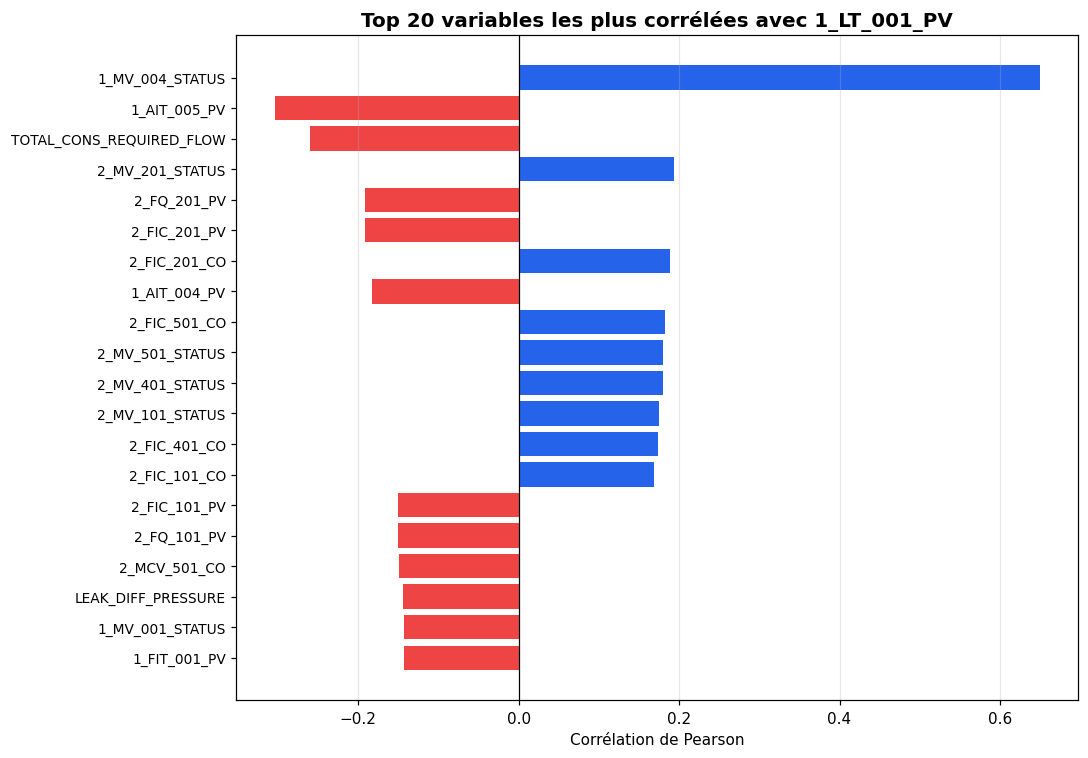 Top 20 variables les plus corrélées avec 1_LT_001_PV
1_MV_004_STATUS
1_AIT_005_PV
TOTAL_CONS_REQUIRED_FLOW
2_MV_201_STATUS
2_FQ_201_PV
2_FIC_201_PV
2_FIC_201_CO
1_AIT_004_PV
2_FIC_501_CO
2_MV_501_STATUS
2_MV_401_STATUS
2_MV_101_STATUS
2_FIC_401_CO
2_FIC_101_CO
2_FIC_101_PV
2_FQ_101_PV
2_MCV_501_CO
LEAK_DIFF_PRESSURE
1_MV_001_STATUS
1_FIT_001_PV
−0.2 0.0 0.2 0.4 0.6
Corrélation de Pearson